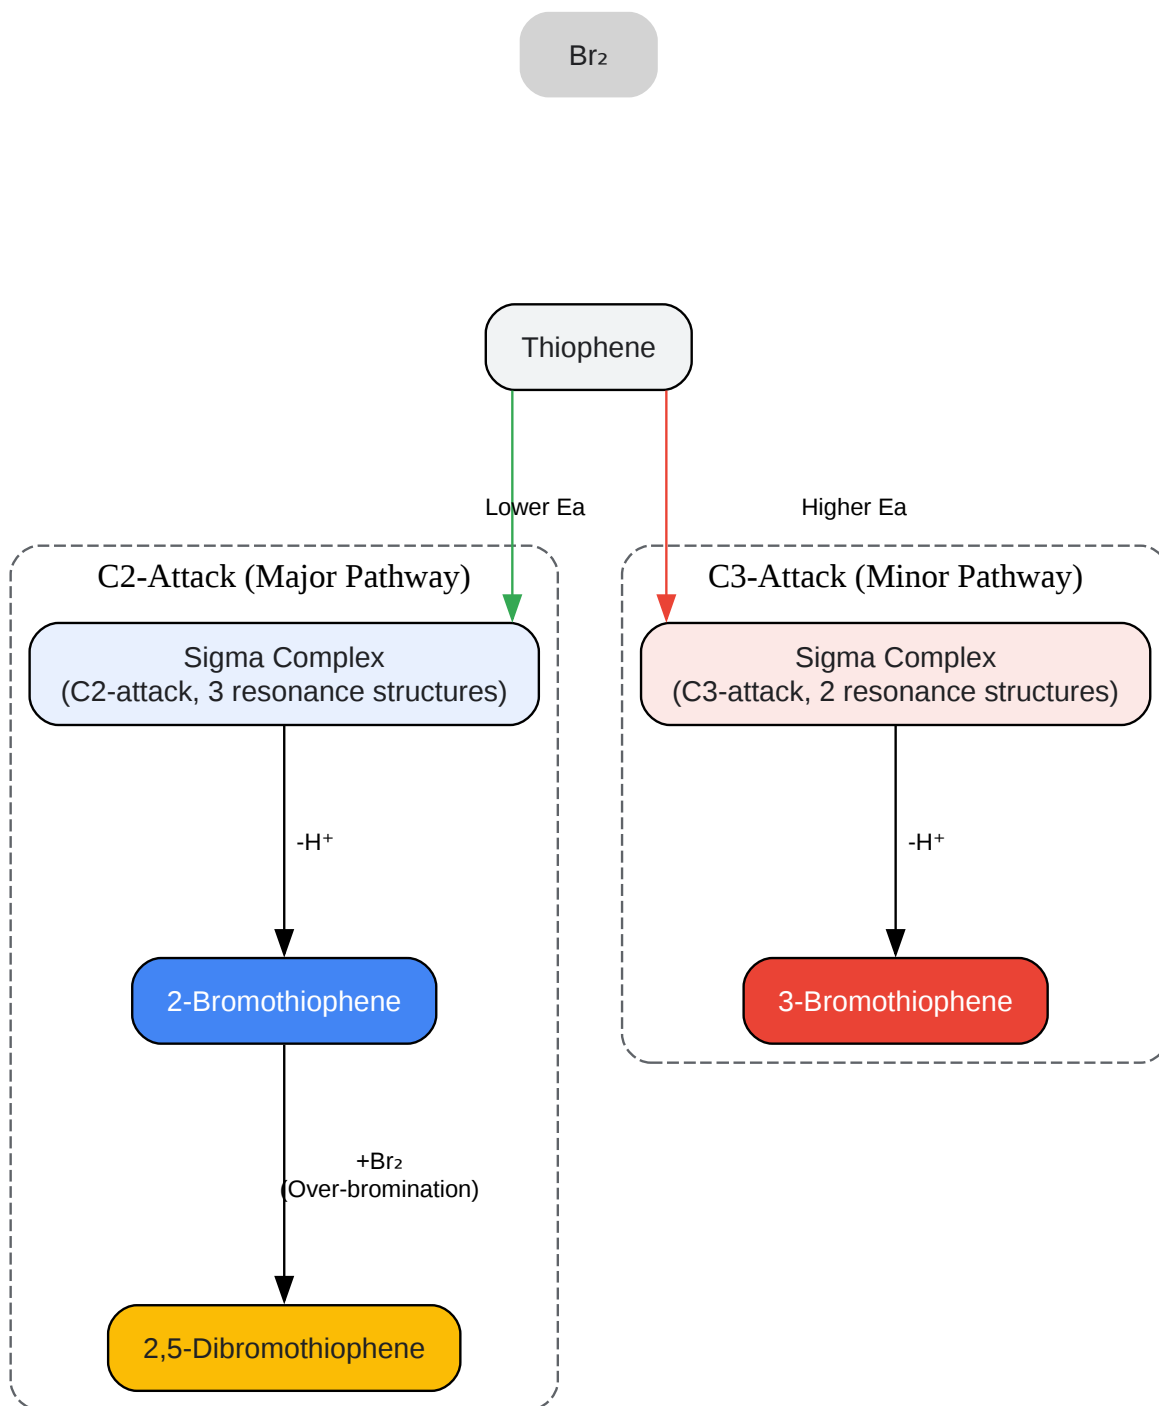 Br₂
Thiophene
Lower Ea
Higher Ea
C2-Attack (Major Pathway)
C3-Attack (Minor Pathway)
Sigma Complex
(C2-attack, 3 resonance structures)
Sigma Complex
(C3-attack, 2 resonance structures)
-H⁺
-H⁺
2-Bromothiophene
3-Bromothiophene
+Br₂
(Over-bromination)
2,5-Dibromothiophene